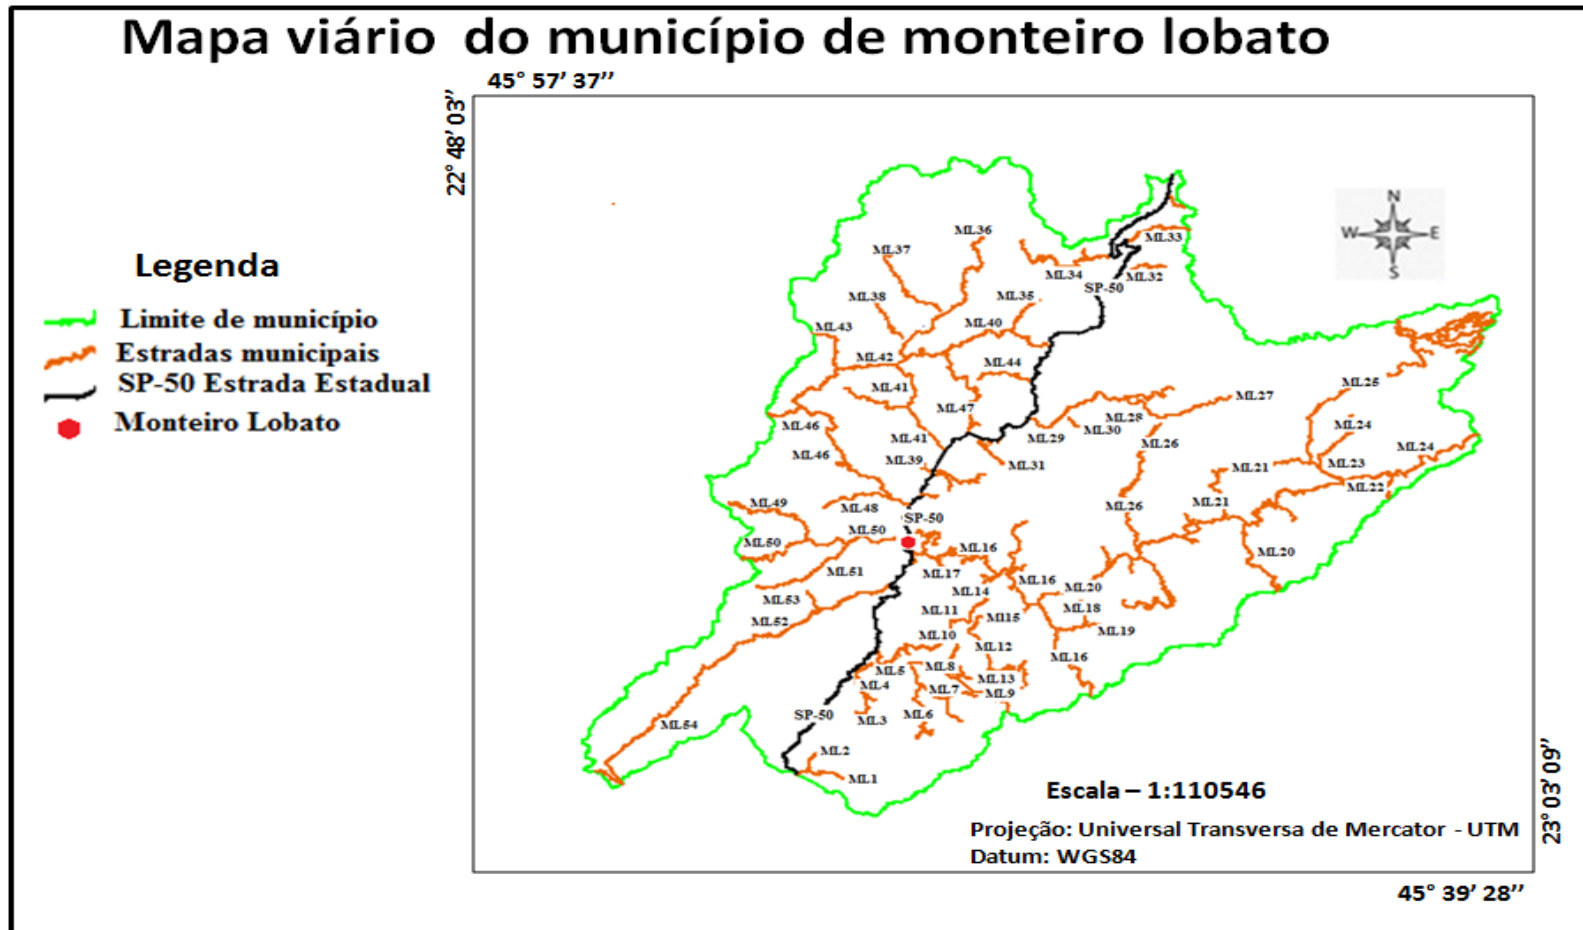 Mapa viário do município de monteiro lobato
45° 57’ 37’’
22° 48’ 03’’
N
W E
S
Legenda
Limite de município
Estradas municipais
SP-50 Estrada Estadual
Monteiro Lobato
ML36
ML37
ML33
ML34
ML32
SP-50
ML38
ML35
ML43
ML40
ML42
ML44
ML41
ML25
ML27
ML47
ML28
ML46
ML29
ML30
ML24
ML41
ML26
ML24
ML46
ML39
ML31
ML21
ML23
ML22
ML49
ML48
ML26
ML21
SP-50
ML50
ML50
ML16
ML20
ML51
ML17
ML16
ML20
ML53
ML14
ML11
Ml15
ML18
ML52
ML10
ML19
ML12
ML5
ML8
ML16
ML4
ML7
ML13
ML9
SP-50
ML3
ML6
ML54
ML2
ML1
Escala – 1:110546
Projeção: Universal Transversa de Mercator - UTM
Datum: WGS84
23° 03’ 09’’
45° 39’ 28’’